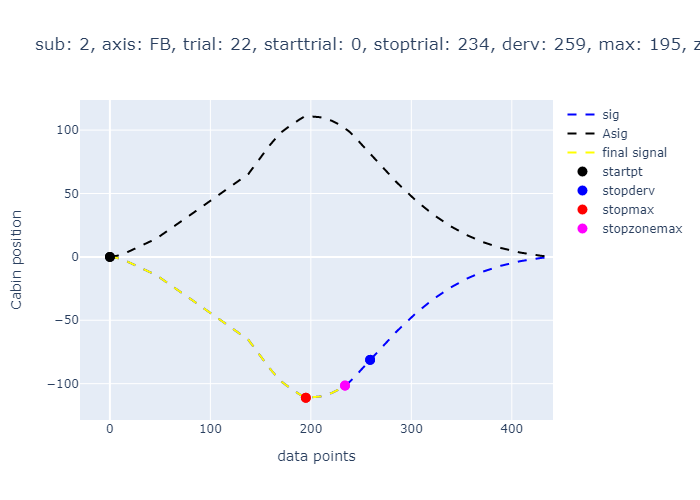 sub: 2, axis: FB, trial: 22, starttrial: 0, stoptrial: 234, derv: 259, max: 195, z
100
50
0
−50
−100
Cabin position
0
100
200
300
400
data points
sig
Asig
final signal
startpt
stopderv
stopmax
stopzonemax